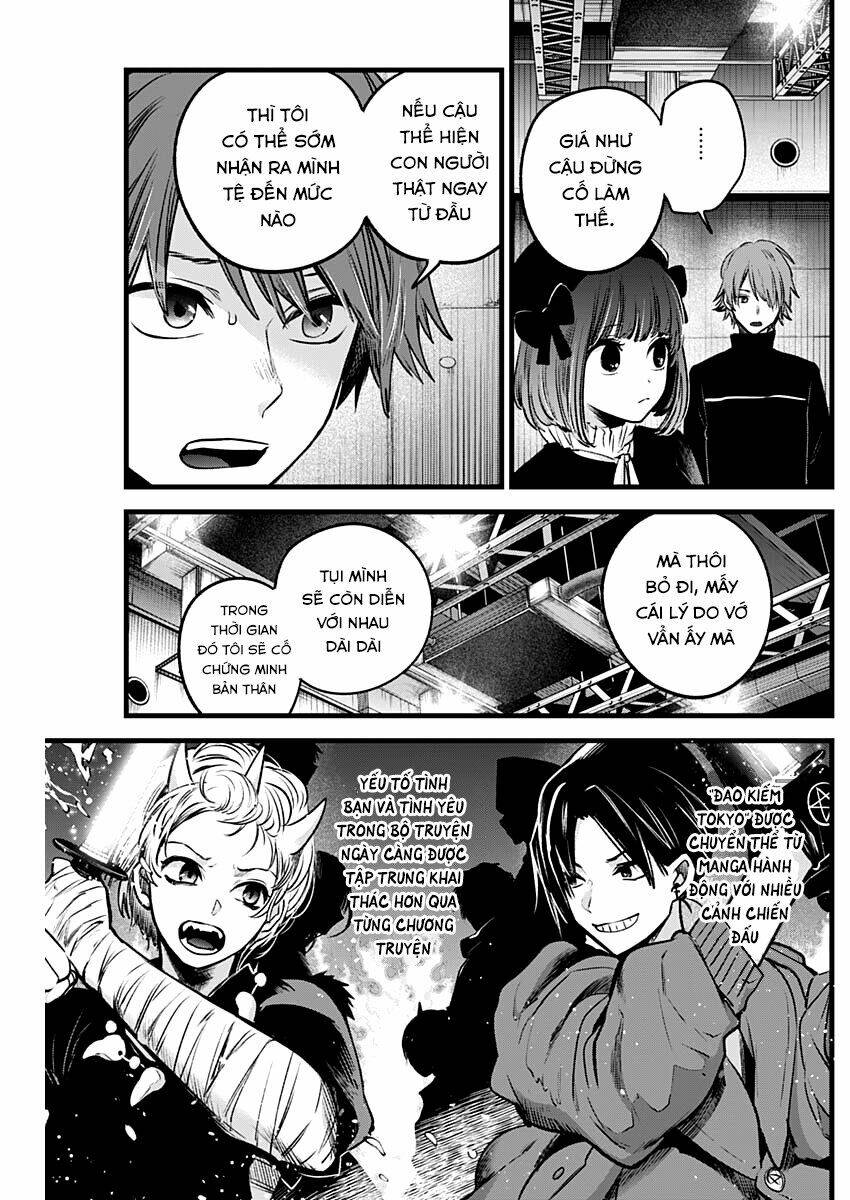 ......
GIÁ NHƯ
CẬU ĐỪNG
CỐ LÀM
THẾ.
NẾU CẬU
THỂ HIỆN
CON NGƯỜI
THẬT NGAY
TỪ ĐẦU
THÌ TÔI
CÓ THỂ SỚM
NHẬN RA MÌNH
TỆ ĐẾN MỨC
NÀO
MÀ THÔI
BỎ ĐI, MẤY
CÁI LÝ DO VỚ
VẨN ẤY MÀ
TỤI MÌNH
SẼ CÒN DIỄN
VỚI NHAU
DÀI DÀI
TRONG
THỜI GIAN
ĐÓ TÔI SẼ CỐ
CHỨNG MINH
BẢN THÂN
"ĐAO KIẾM
TOKYO" ĐƯỢC
CHUYỂN THỂ TỪ
MANGA HÀNH
ĐỘNG VỚI NHIỀU
CẢNH CHIẾN
ĐẤU
YẾU TỐ TÌNH
BẠN VÀ TÌNH YÊU
TRONG BỘ TRUYỆN
NGÀY CÀNG ĐƯỢC
TẬP TRUNG KHAI
THÁC HƠN QUA
TỪNG CHƯƠNG
TRUYỆN